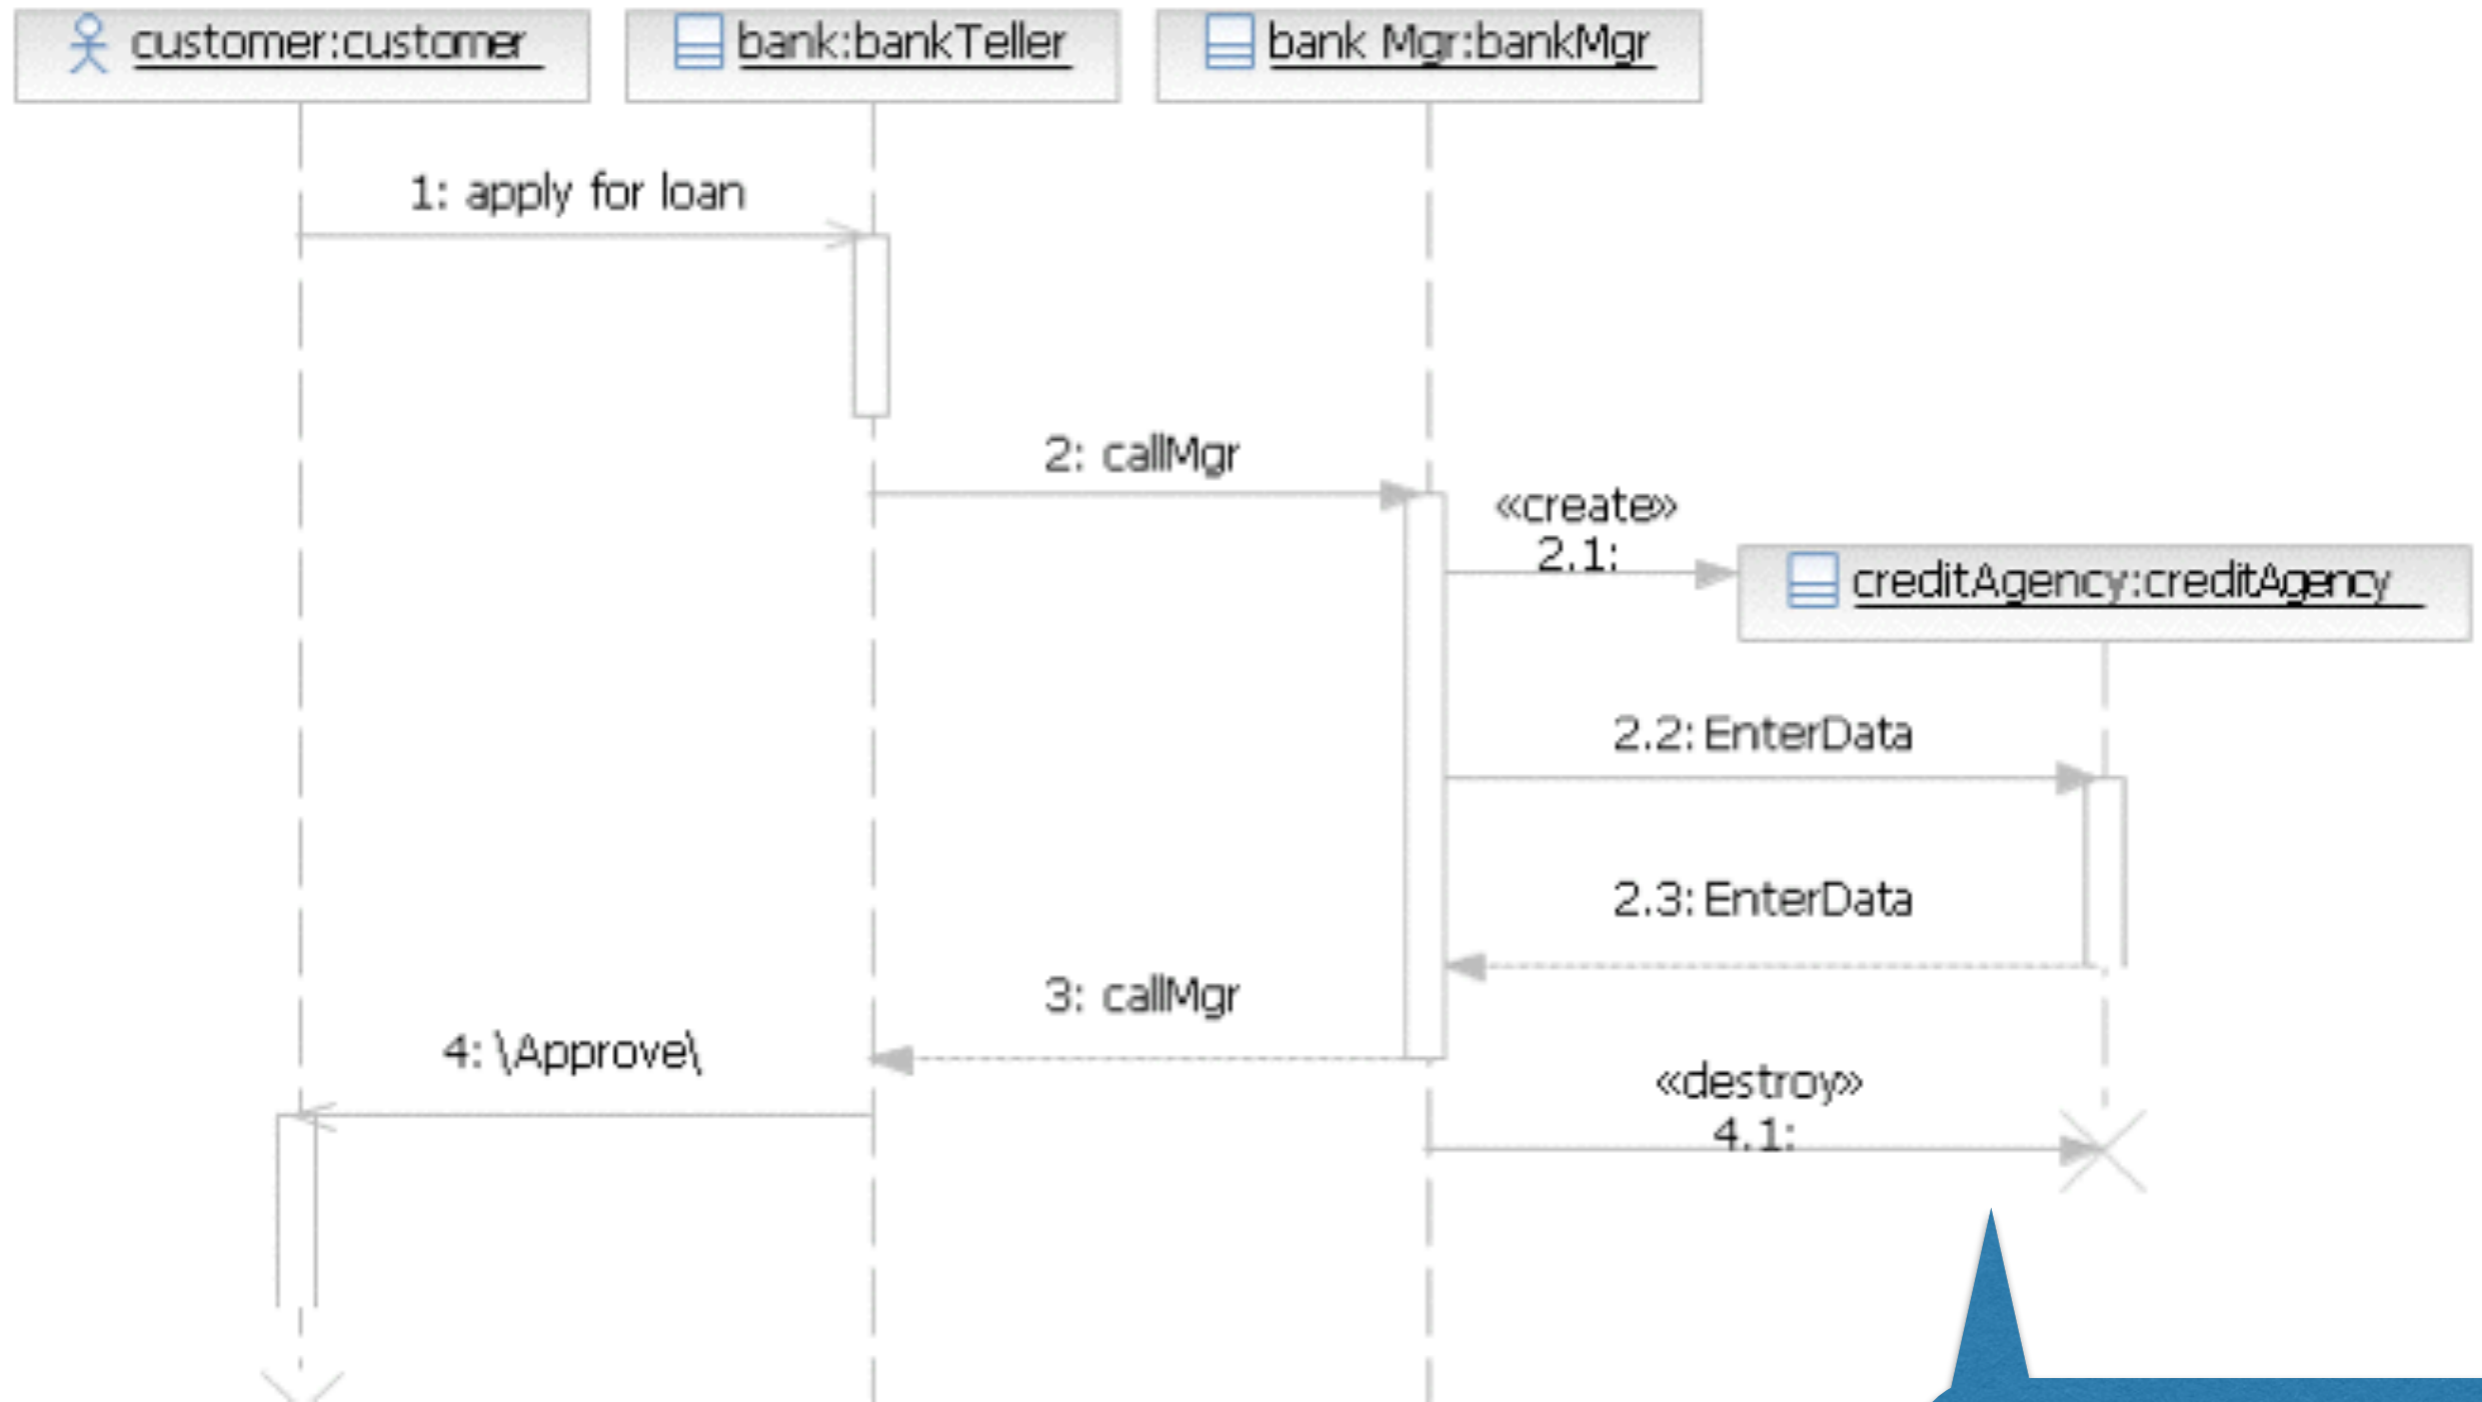 customer:customer
bank:bankTeller
bank Mgr:bankMgr
1: apply for loan
2: callMgr
«create»
2.1:
creditAgency:creditAgency
2.2: EnterData
2.3: EnterData
3: callMgr
4: \Approve\
«destroy»
4.1: